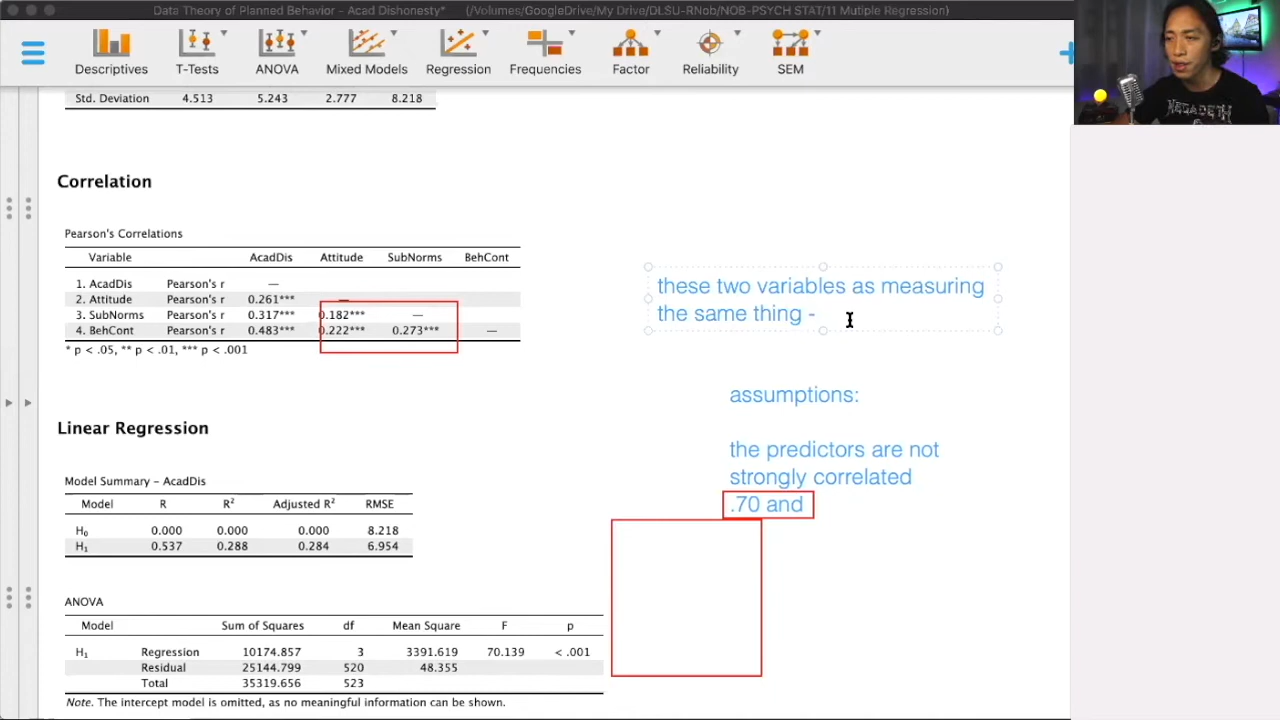 Data Theory of Planned Behavior - Acad Dishonesty* (/Volumes/GoogleDrive/My Drive/DLSU-RNob/NOB-PSYCH STAT/11 Mutiple Regression)
Descriptives T-Tests ANOVA Mixed Models Regression Frequencies Factor Reliability SEM
MEGADETH
Std. Deviation 4.513 5.243 2.777 8.218
Correlation
Pearson's Correlations
Variable AcadDis Attitude SubNorms BehCont
1. AcadDis Pearson's r —
2. Attitude Pearson's r 0.261*** —
3. SubNorms Pearson's r 0.317*** 0.182*** —
4. BehCont Pearson's r 0.483*** 0.222*** 0.273*** —
* p < .05, ** p < .01, *** p < .001
these two variables as measuring
the same thing -
assumptions:
the predictors are not
strongly correlated
.70 and
Linear Regression
Model Summary - AcadDis
Model R R² Adjusted R² RMSE
H₀ 0.000 0.000 0.000 8.218
H₁ 0.537 0.288 0.284 6.954
ANOVA
Model Sum of Squares df Mean Square F p
H₁ Regression 10174.857 3 3391.619 70.139 < .001
Residual 25144.799 520 48.355
Total 35319.656 523
Note. The intercept model is omitted, as no meaningful information can be shown.